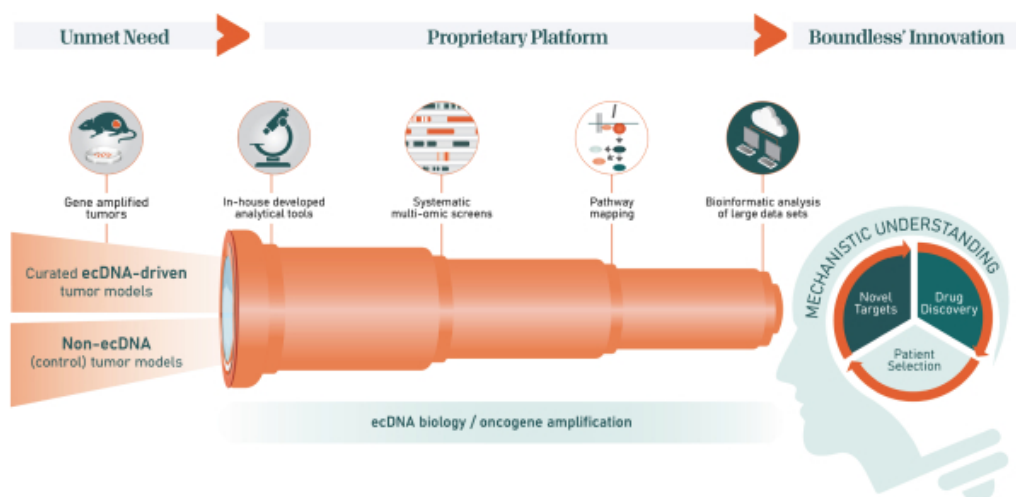 Unmet Need
Proprietary Platform
Boundless' Innovation
Gene amplified
tumors
In-house developed
analytical tools
Systematic
multi-omic screens
Pathway
mapping
Bioinformatic analysis
of large data sets
Curated ecDNA-driven
tumor models
Non-ecDNA
(control) tumor models
ecDNA biology / oncogene amplification
MECHANISTIC UNDERSTANDING
Novel
Targets
Drug
Discovery
Patient
Selection